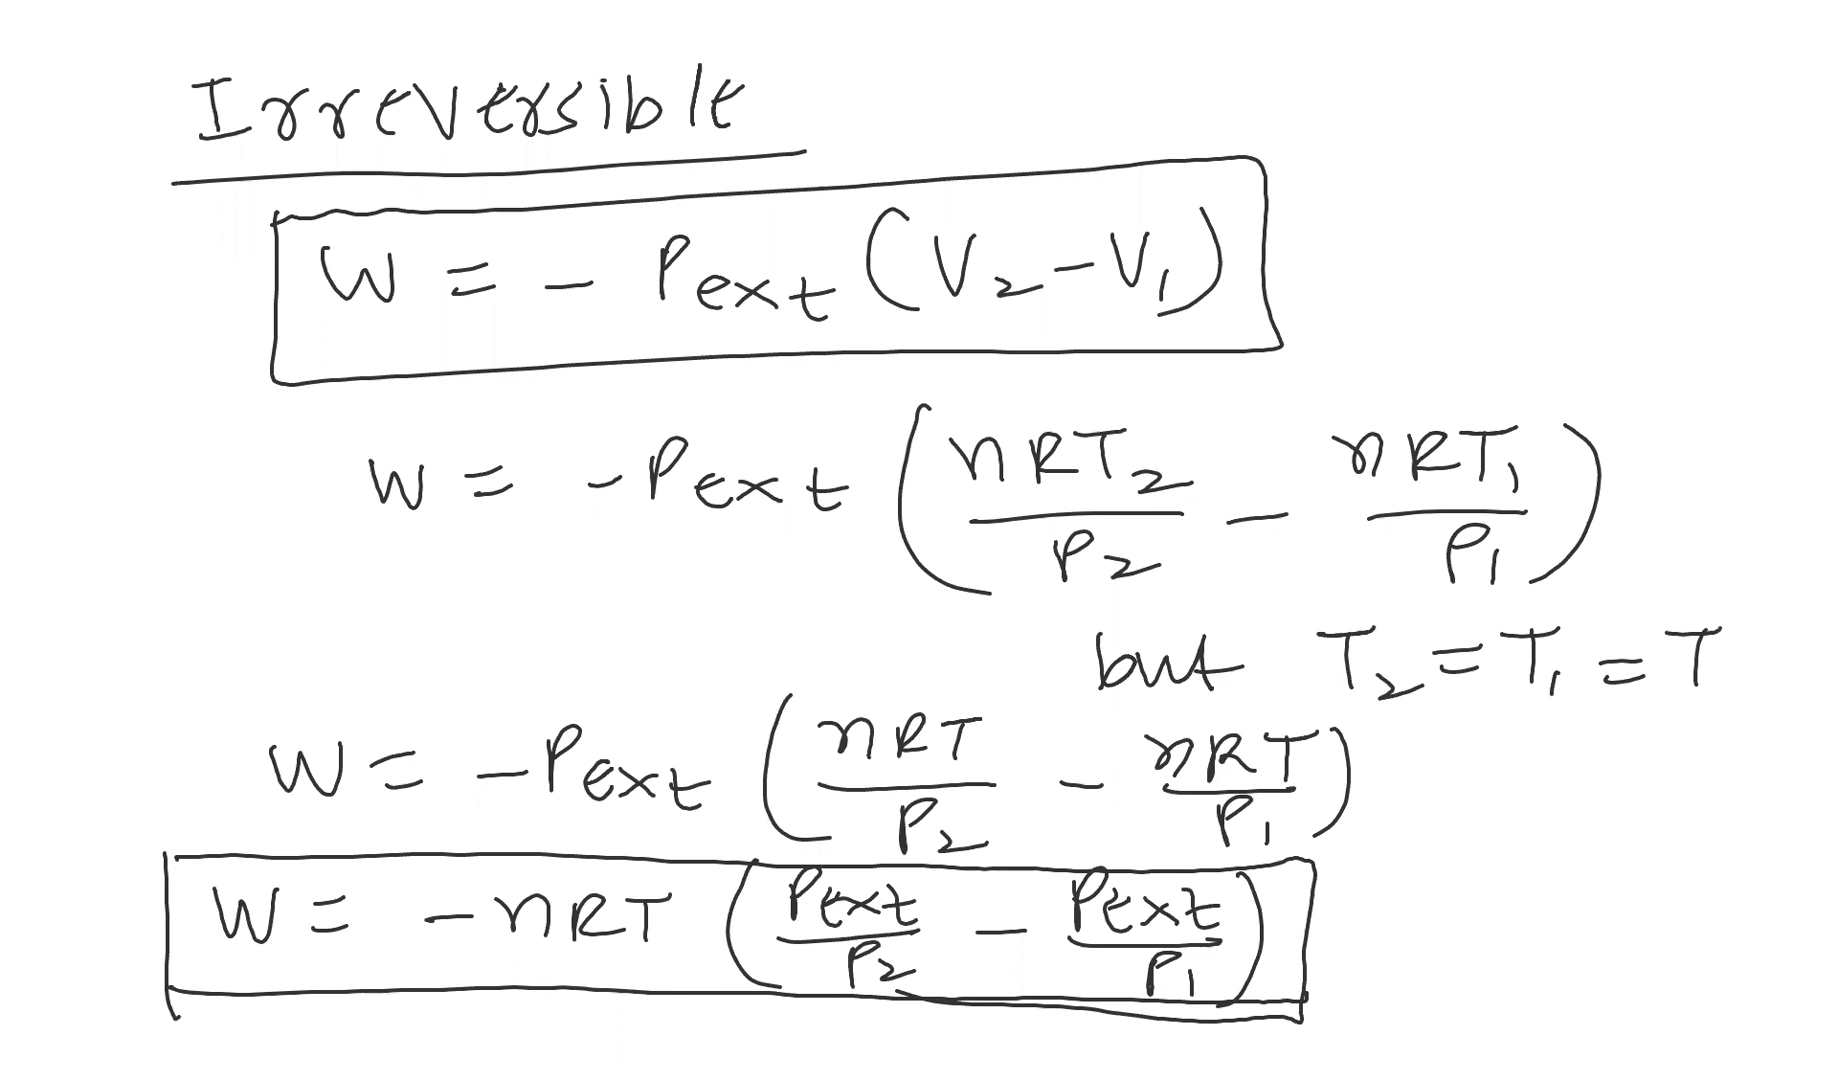 Irreversible
W = - Pext (V₂-V₁)
W = -Pext (nRT₂/P₂ - nRT₁/P₁)
but T₂=T₁=T
W = -Pext (nRT/P₂ - nRT/P₁)
W = -nRT (Pext/P₂ - Pext/P₁)